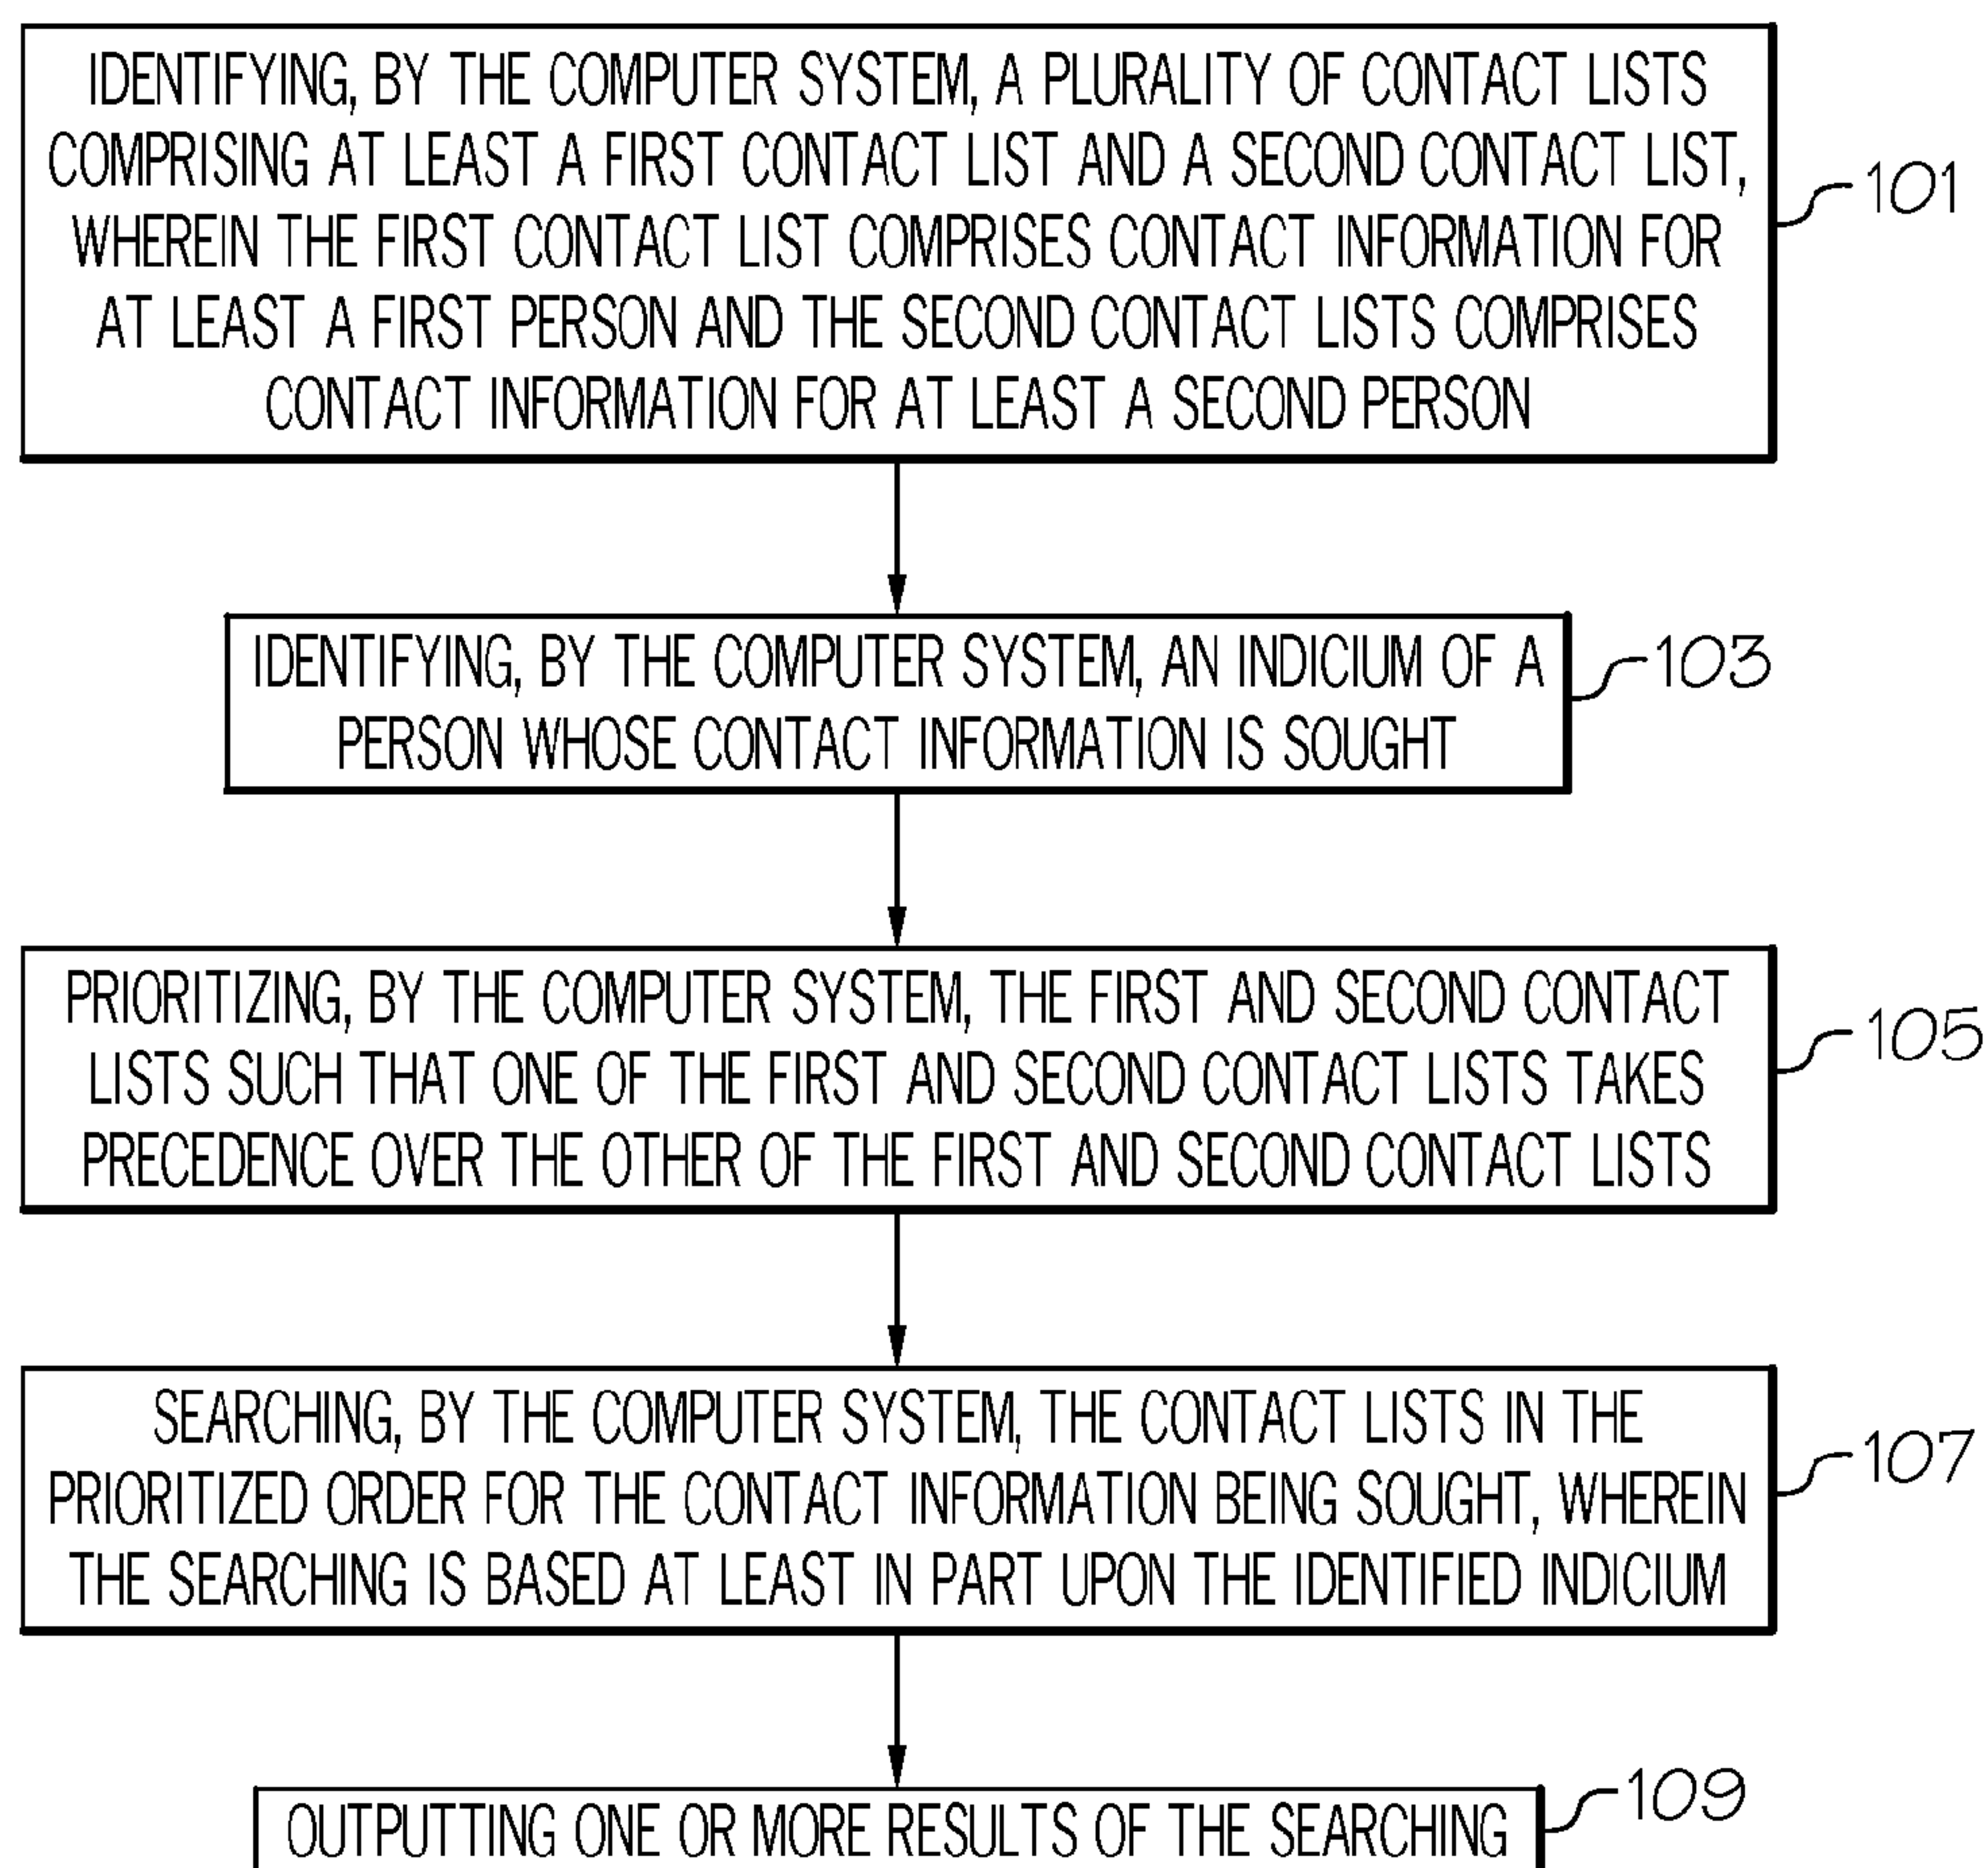 IDENTIFYING, BY THE COMPUTER SYSTEM, A PLURALITY OF CONTACT LISTS
COMPRISING AT LEAST A FIRST CONTACT LIST AND A SECOND CONTACT LIST,
WHEREIN THE FIRST CONTACT LIST COMPRISES CONTACT INFORMATION FOR
AT LEAST A FIRST PERSON AND THE SECOND CONTACT LISTS COMPRISES
CONTACT INFORMATION FOR AT LEAST A SECOND PERSON
101
IDENTIFYING, BY THE COMPUTER SYSTEM, AN INDICIUM OF A
PERSON WHOSE CONTACT INFORMATION IS SOUGHT
103
PRIORITIZING, BY THE COMPUTER SYSTEM, THE FIRST AND SECOND CONTACT
LISTS SUCH THAT ONE OF THE FIRST AND SECOND CONTACT LISTS TAKES
PRECEDENCE OVER THE OTHER OF THE FIRST AND SECOND CONTACT LISTS
105
SEARCHING, BY THE COMPUTER SYSTEM, THE CONTACT LISTS IN THE
PRIORITIZED ORDER FOR THE CONTACT INFORMATION BEING SOUGHT, WHEREIN
THE SEARCHING IS BASED AT LEAST IN PART UPON THE IDENTIFIED INDICIUM
107
OUTPUTTING ONE OR MORE RESULTS OF THE SEARCHING
109